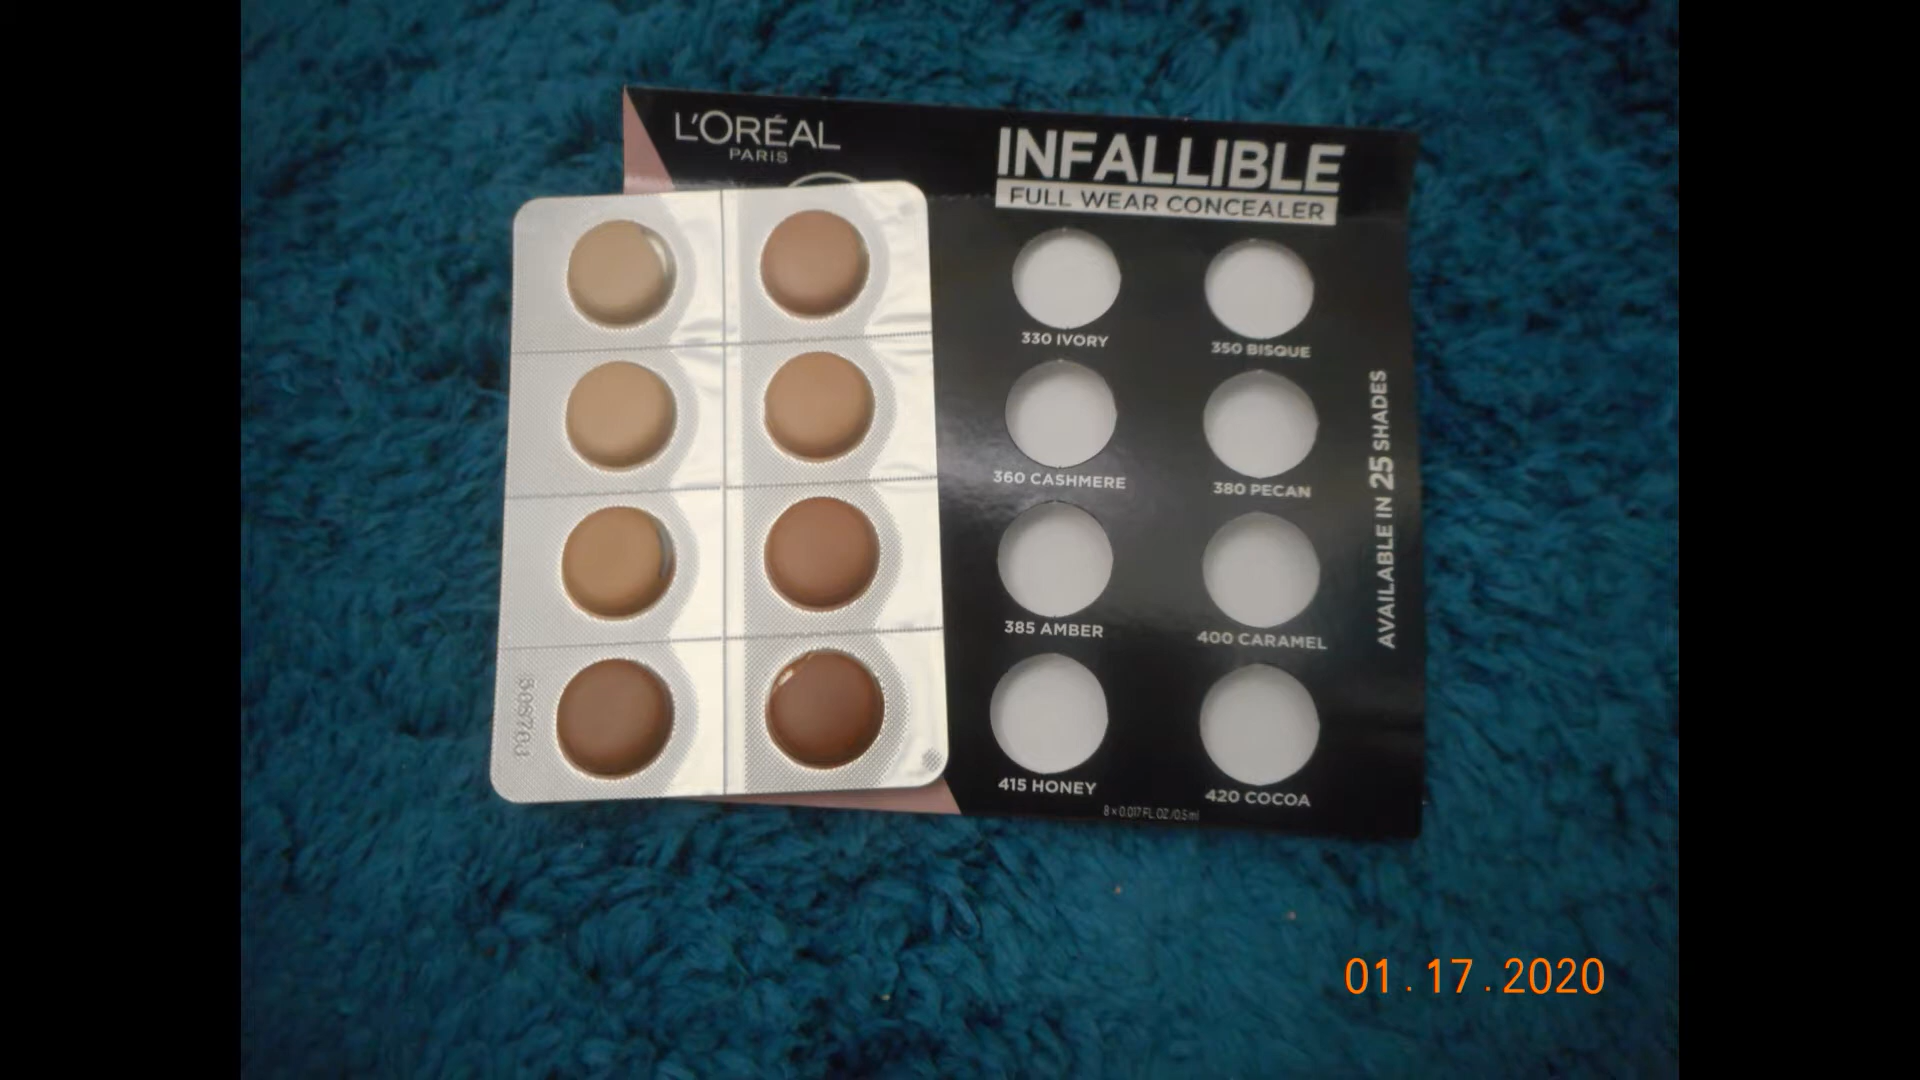 L'ORÉAL
PARIS
INFALLIBLE
FULL WEAR CONCEALER
330 IVORY
350 BISQUE
360 CASHMERE
380 PECAN
385 AMBER
400 CARAMEL
415 HONEY
420 COCOA
AVAILABLE IN 25 SHADES
8 x 0.017 FL. OZ./0.5 ml
01.17.2020